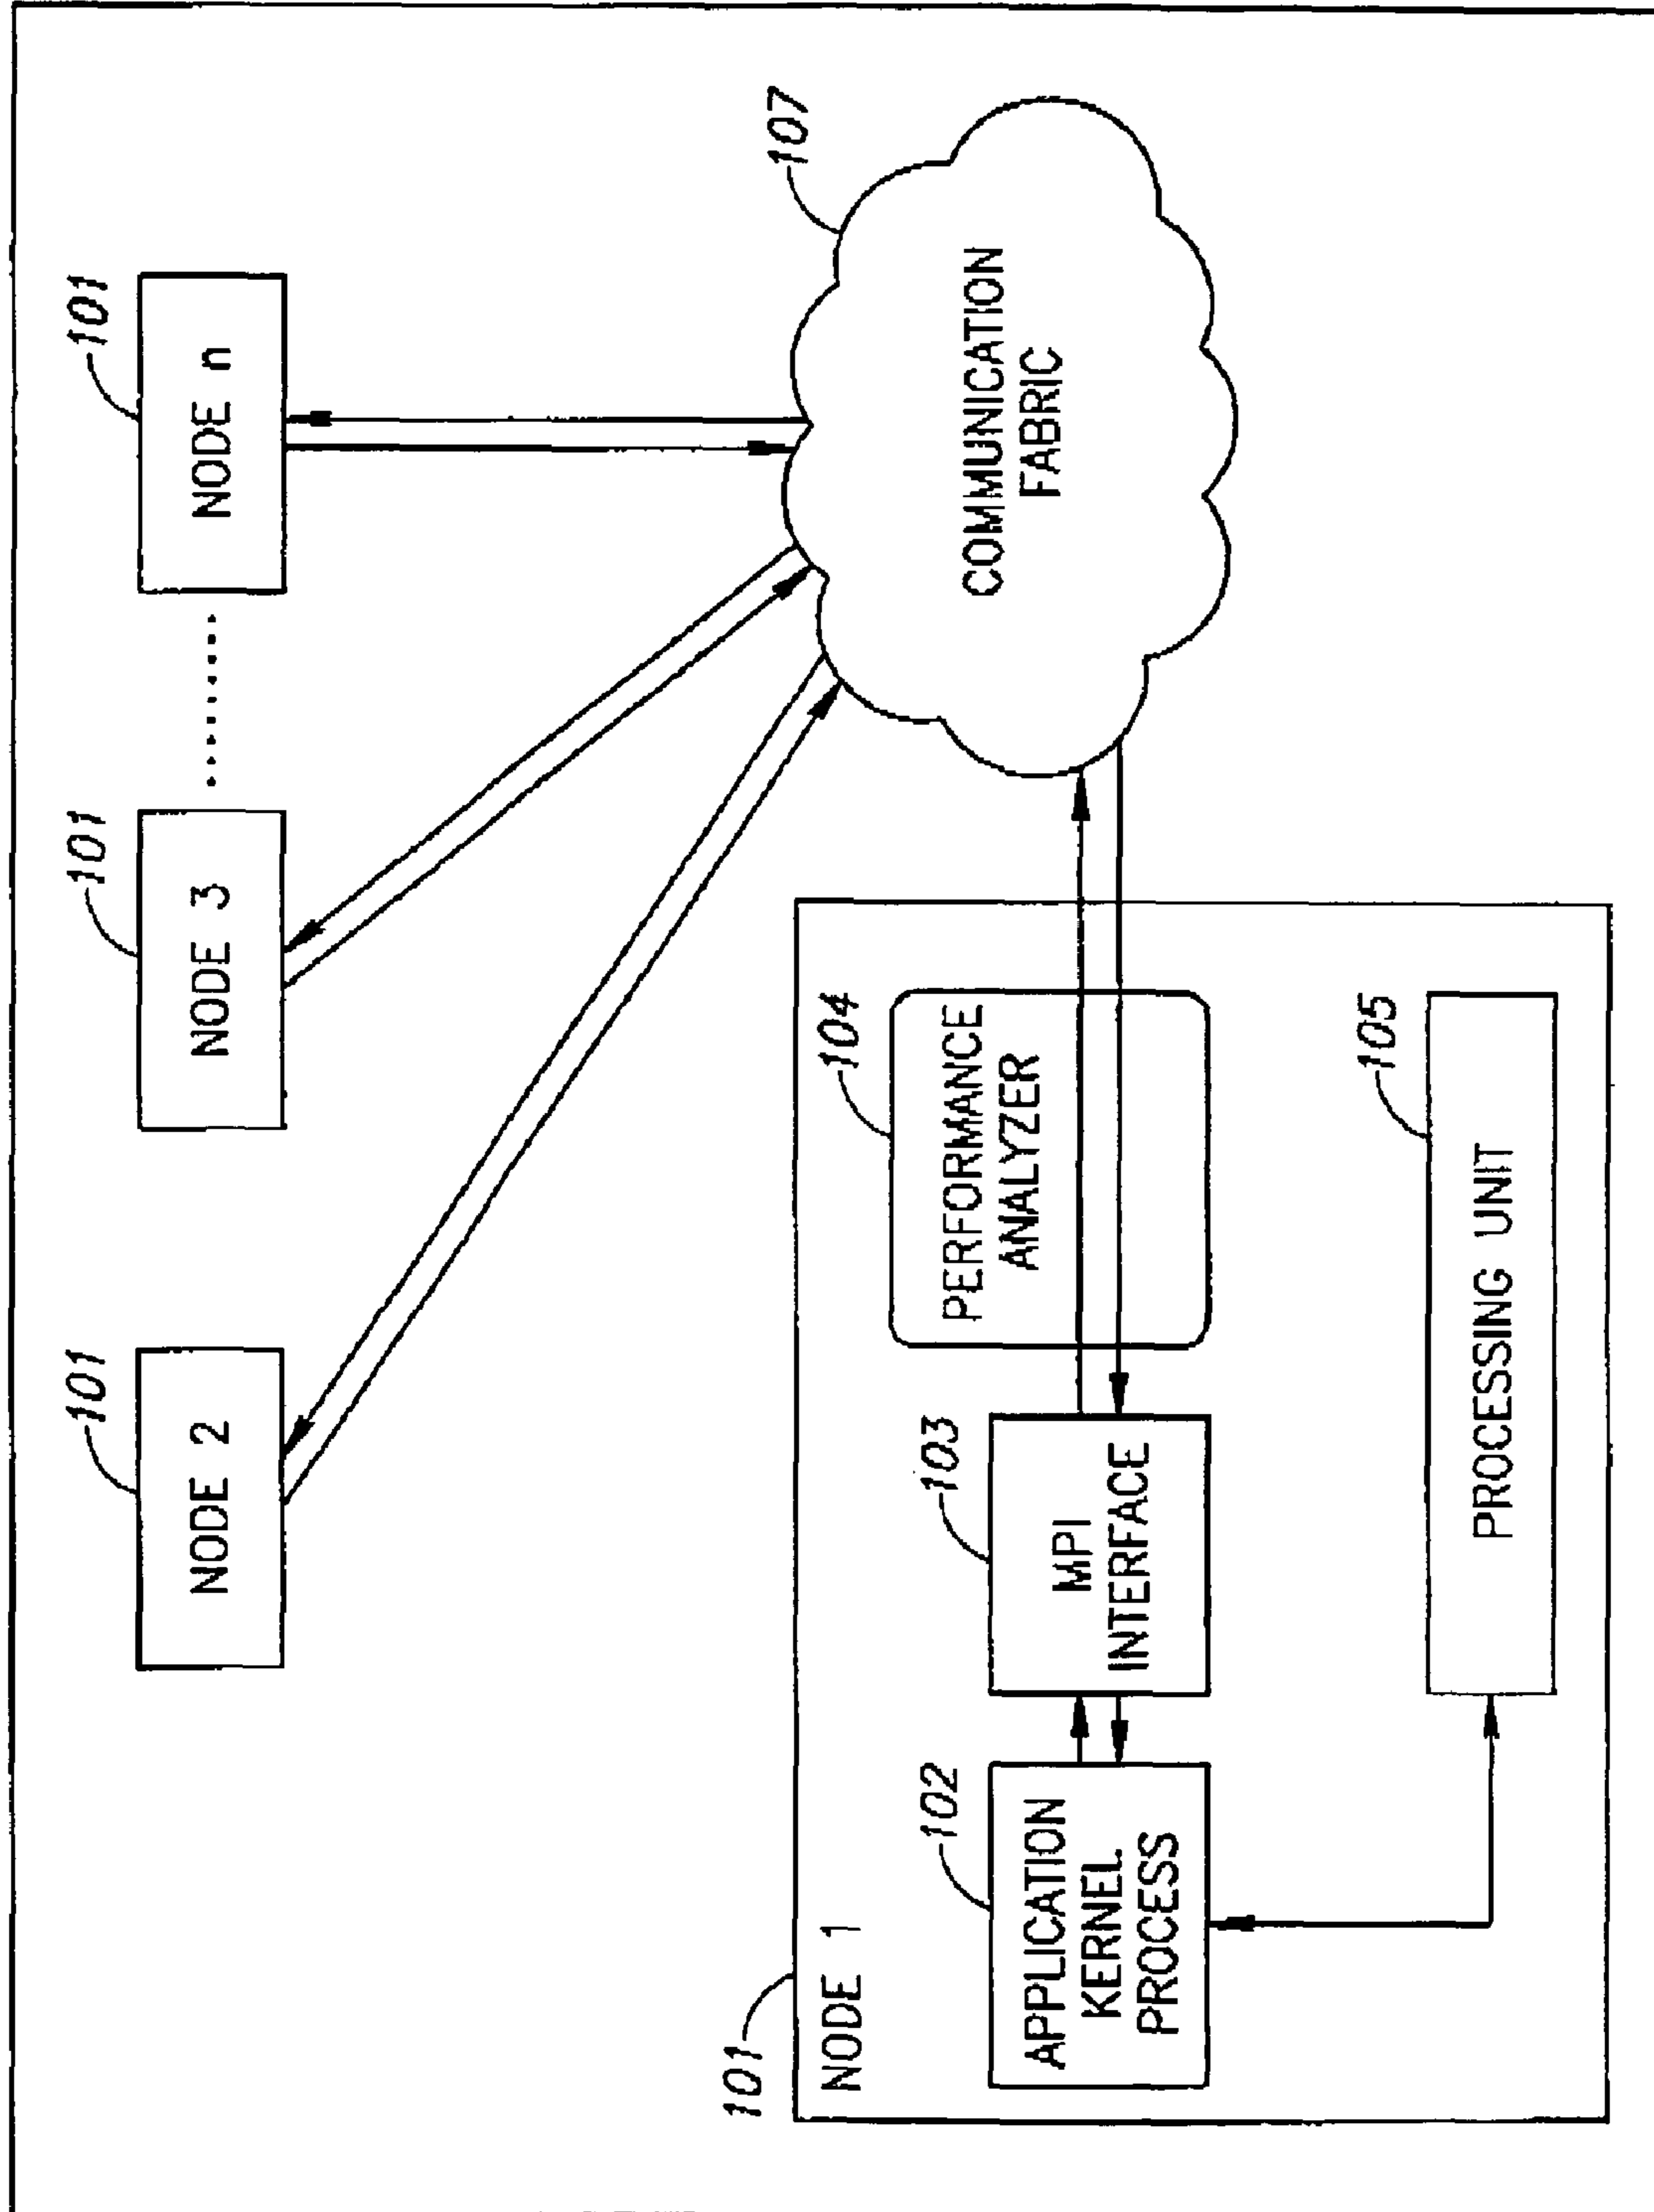 101
NODE 2
101
NODE 3
.........
101
NODE n
107
COMMUNICATION
FABRIC
101
NODE 1
102
APPLICATION
KERNEL
PROCESS
103
MPI
INTERFACE
104
PERFORMANCE
ANALYZER
105
PROCESSING UNIT